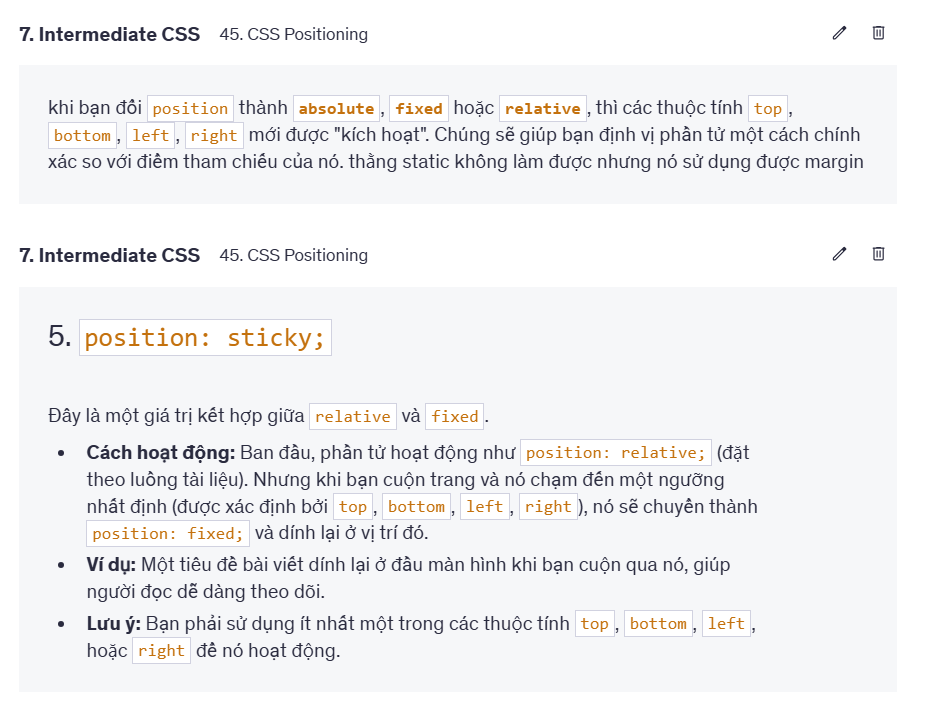 7. Intermediate CSS 45. CSS Positioning
khi bạn đổi position thành absolute, fixed hoặc relative, thì các thuộc tính top,
bottom, left, right mới được "kích hoạt". Chúng sẽ giúp bạn định vị phần tử một cách chính
xác so với điểm tham chiếu của nó. thằng static không làm được nhưng nó sử dụng được margin
7. Intermediate CSS 45. CSS Positioning
5. position: sticky;
Đây là một giá trị kết hợp giữa relative và fixed.
• Cách hoạt động: Ban đầu, phần tử hoạt động như position: relative; (đặt
theo luồng tài liệu). Nhưng khi bạn cuộn trang và nó chạm đến một ngưỡng
nhất định (được xác định bởi top, bottom, left, right), nó sẽ chuyển thành
position: fixed; và dính lại ở vị trí đó.
• Ví dụ: Một tiêu đề bài viết dính lại ở đầu màn hình khi bạn cuộn qua nó, giúp
người đọc dễ dàng theo dõi.
• Lưu ý: Bạn phải sử dụng ít nhất một trong các thuộc tính top, bottom, left,
hoặc right để nó hoạt động.